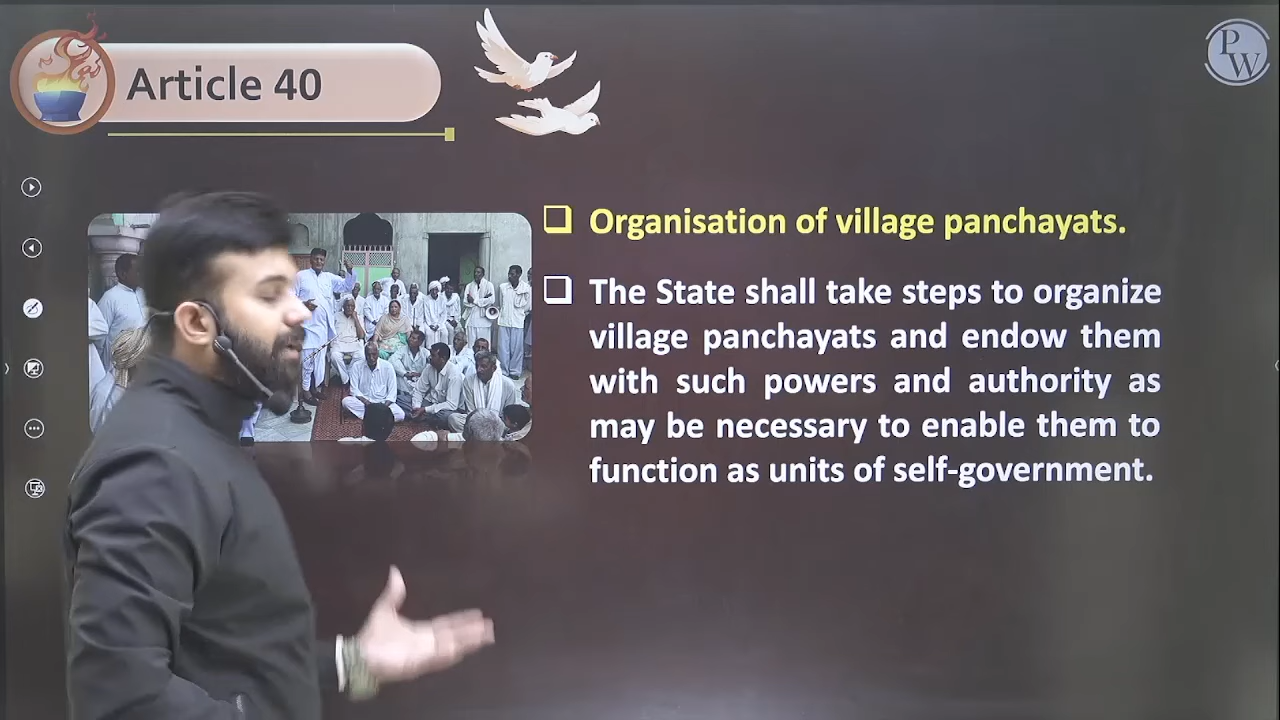 PW
Article 40
❑ Organisation of village panchayats.
❑ The State shall take steps to organize
village panchayats and endow them
with such powers and authority as
may be necessary to enable them to
function as units of self-government.